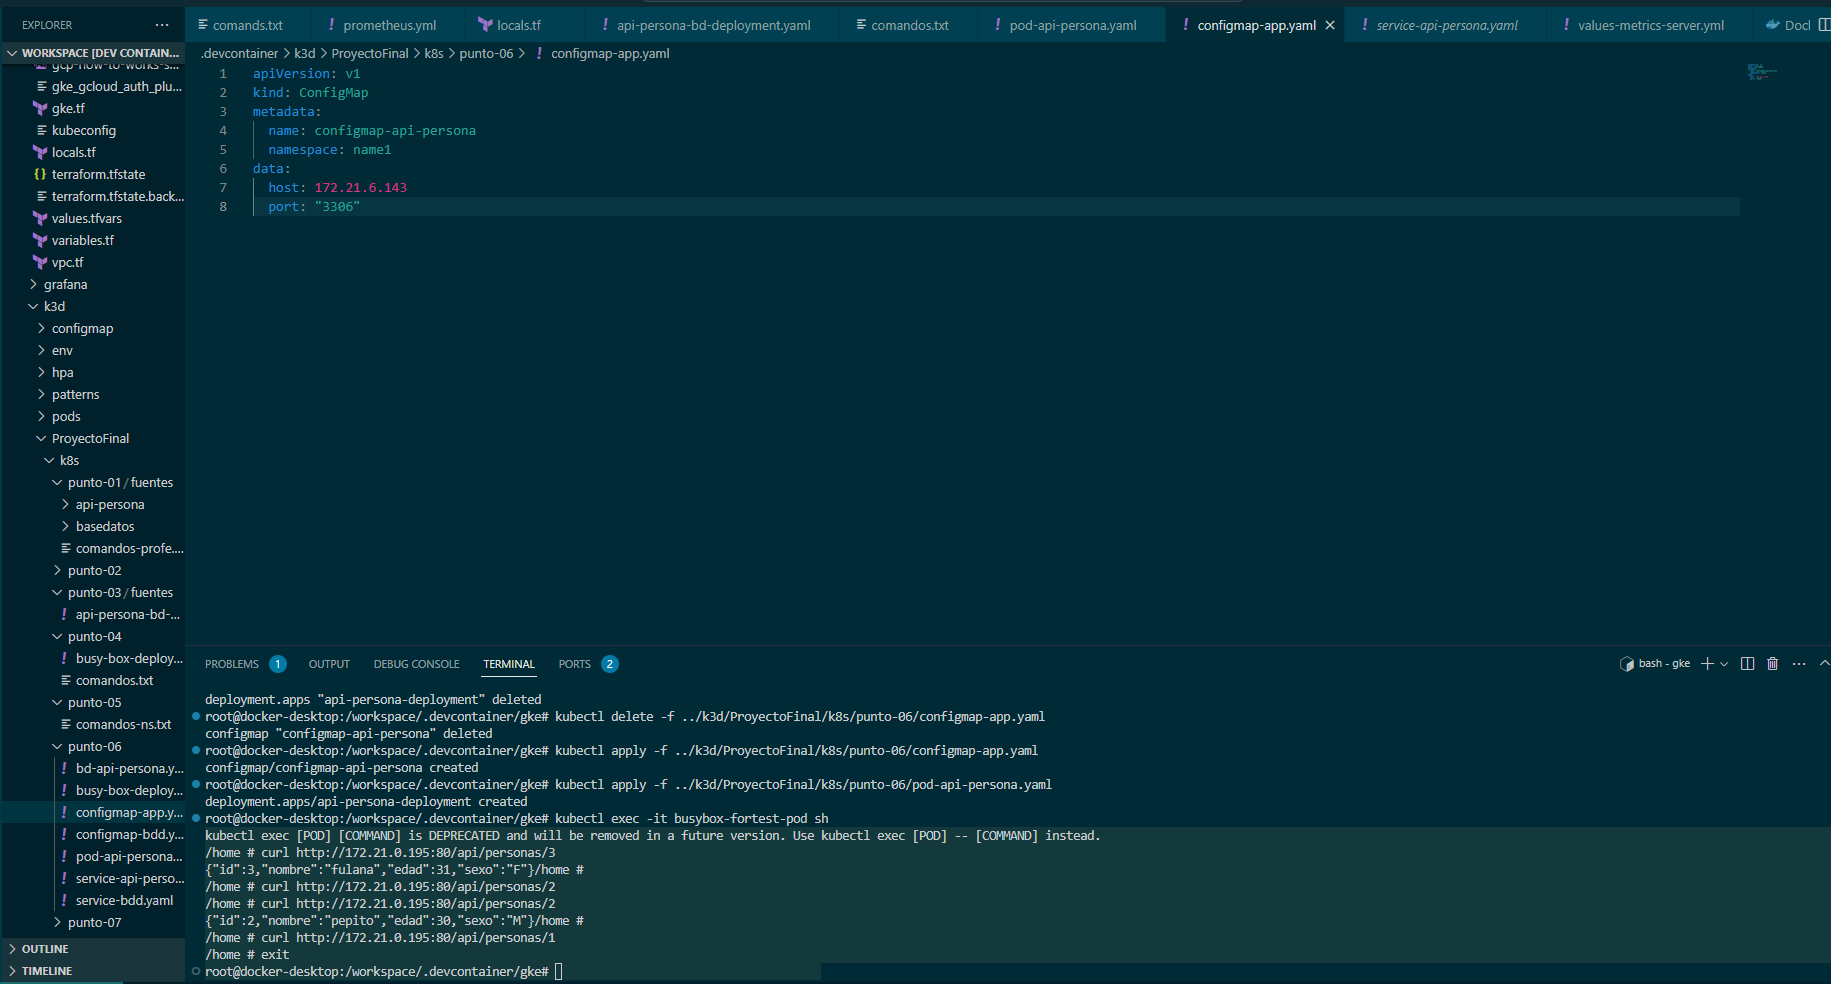 EXPLORER
comands.txt
prometheus.yml
locals.tf
api-persona-bd-deployment.yaml
comandos.txt
pod-api-persona.yaml
configmap-app.yaml
service-api-persona.yaml
values-metrics-server.yml
Docl
WORKSPACE [DEV CONTAIN...
.devcontainer > k3d > ProyectoFinal > k8s > punto-06 > ! configmap-app.yaml
gcp-how-to-works-s...
gke_gcloud_auth_plu...
gke.tf
kubeconfig
locals.tf
terraform.tfstate
terraform.tfstate.back...
values.tfvars
variables.tf
vpc.tf
grafana
k3d
configmap
env
hpa
patterns
pods
ProyectoFinal
k8s
punto-01 / fuentes
api-persona
basedatos
comandos-profe....
punto-02
punto-03 / fuentes
api-persona-bd-...
punto-04
busy-box-deploy...
comandos.txt
punto-05
comandos-ns.txt
punto-06
bd-api-persona.y...
busy-box-deploy...
configmap-app.y...
configmap-bdd.y...
pod-api-persona...
service-api-perso...
service-bdd.yaml
punto-07
OUTLINE
TIMELINE
1 apiVersion: v1
2 kind: ConfigMap
3 metadata:
4 name: configmap-api-persona
5 namespace: name1
6 data:
7 host: 172.21.6.143
8 port: "3306"
PROBLEMS 1 OUTPUT DEBUG CONSOLE TERMINAL PORTS 2
bash - gke
deployment.apps "api-persona-deployment" deleted
root@docker-desktop:/workspace/.devcontainer/gke# kubectl delete -f ../k3d/ProyectoFinal/k8s/punto-06/configmap-app.yaml
configmap "configmap-api-persona" deleted
root@docker-desktop:/workspace/.devcontainer/gke# kubectl apply -f ../k3d/ProyectoFinal/k8s/punto-06/configmap-app.yaml
configmap/configmap-api-persona created
root@docker-desktop:/workspace/.devcontainer/gke# kubectl apply -f ../k3d/ProyectoFinal/k8s/punto-06/pod-api-persona.yaml
deployment.apps/api-persona-deployment created
root@docker-desktop:/workspace/.devcontainer/gke# kubectl exec -it busybox-fortest-pod sh
kubectl exec [POD] [COMMAND] is DEPRECATED and will be removed in a future version. Use kubectl exec [POD] -- [COMMAND] instead.
/home # curl http://172.21.0.195:80/api/personas/3
{"id":3,"nombre":"fulana","edad":31,"sexo":"F"}/home #
/home # curl http://172.21.0.195:80/api/personas/2
/home # curl http://172.21.0.195:80/api/personas/2
{"id":2,"nombre":"pepito","edad":30,"sexo":"M"}/home #
/home # curl http://172.21.0.195:80/api/personas/1
/home # exit
root@docker-desktop:/workspace/.devcontainer/gke#